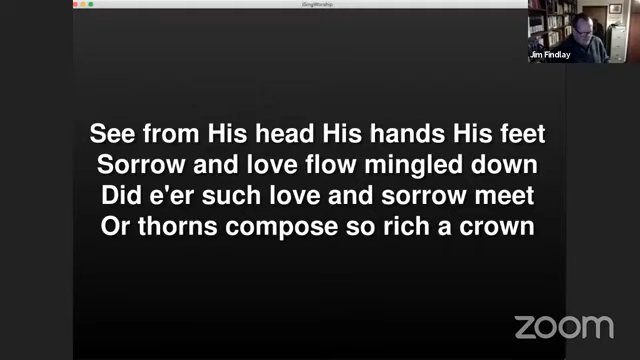 iSingWorship
Jim Findlay
See from His head His hands His feet
Sorrow and love flow mingled down
Did e'er such love and sorrow meet
Or thorns compose so rich a crown
zoom